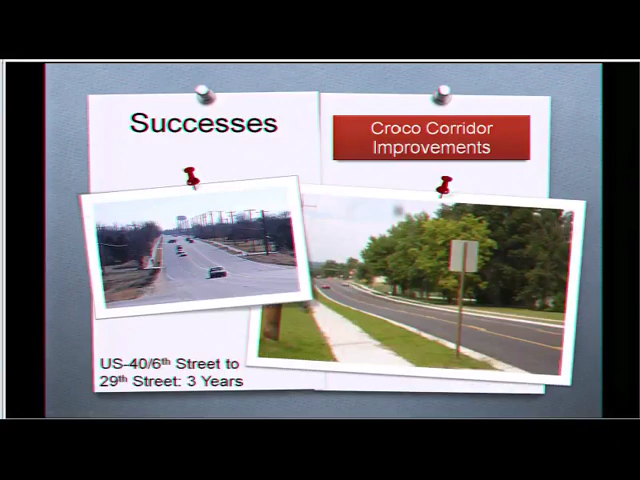 Successes
Croco Corridor
Improvements
US-40/6th Street to
29th Street: 3 Years